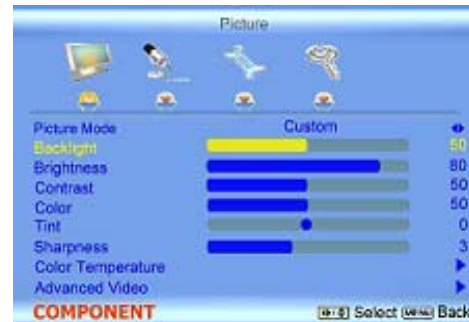 Picture
Picture Mode Custom
Backlight 50
Brightness 80
Contrast 50
Color 50
Tint 0
Sharpness 3
Color Temperature
Advanced Video
COMPONENT Select MENU Back